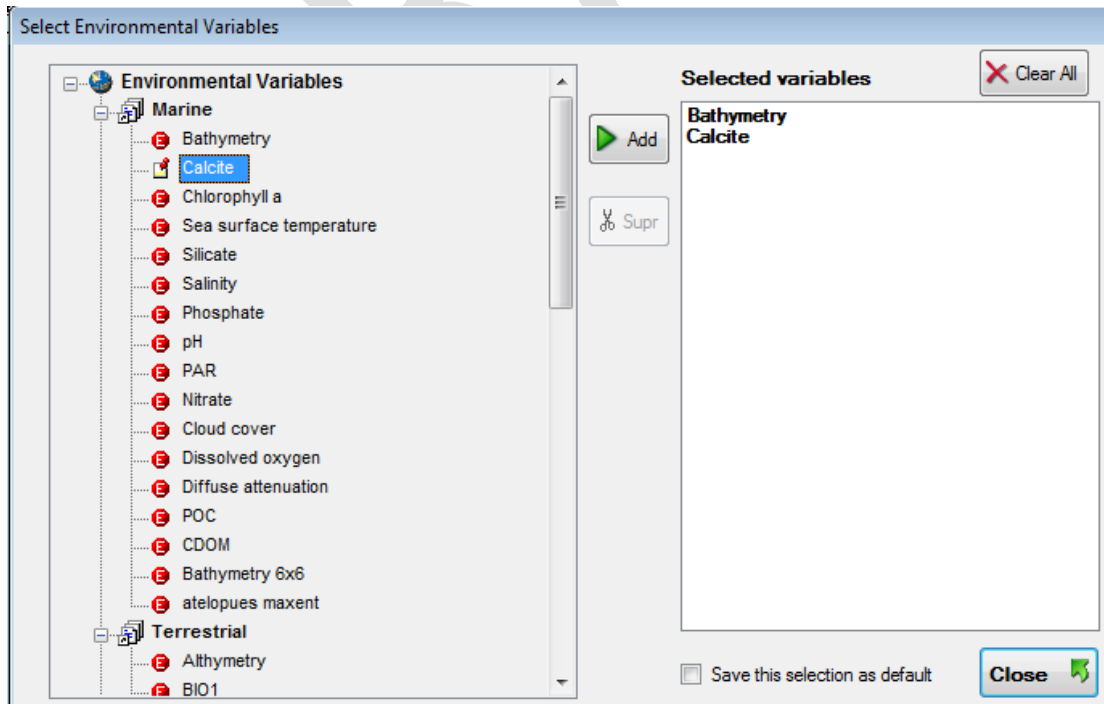 Select Environmental Variables
Environmental Variables
Marine
Bathymetry
Calcite
Chlorophyll a
Sea surface temperature
Silicate
Salinity
Phosphate
pH
PAR
Nitrate
Cloud cover
Dissolved oxygen
Diffuse attenuation
POC
CDOM
Bathymetry 6x6
atelopues maxent
Terrestrial
Althymetry
BIO1
Add
Supr
Selected variables
Clear All
Bathymetry
Calcite
Save this selection as default
Close